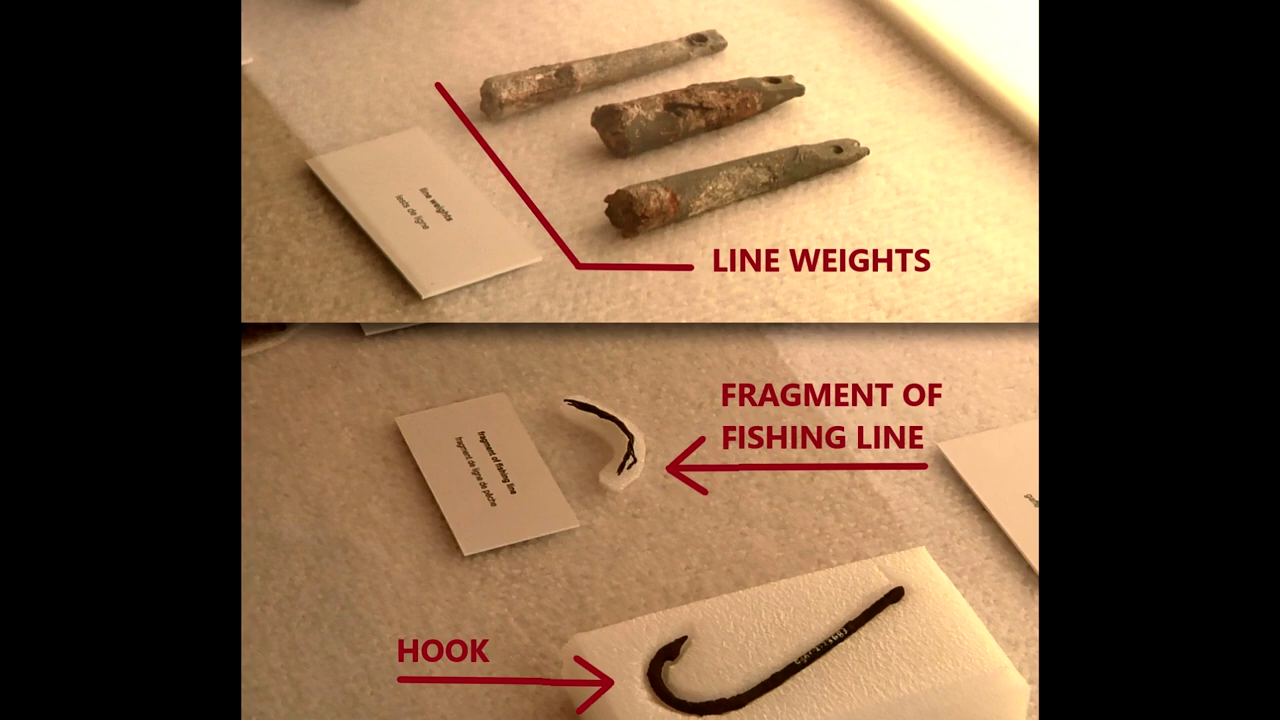 line weights
lests de ligne
LINE WEIGHTS
FRAGMENT OF
FISHING LINE
fragment of fishing line
fragment de ligne de pêche
HOOK